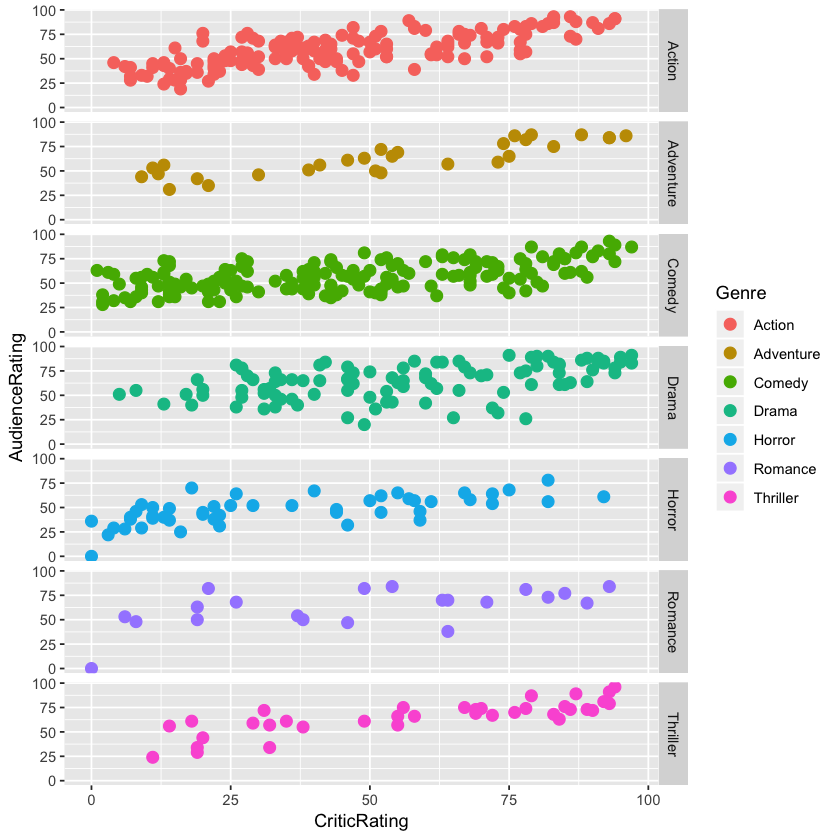 100
75
50
25
0
Action
100
75
50
25
0
Adventure
100
75
50
25
0
Comedy
100
75
50
25
0
Drama
100
75
50
25
0
Horror
100
75
50
25
0
Romance
100
75
50
25
0
Thriller
0 25 50 75 100
CriticRating
AudienceRating
Genre
Action
Adventure
Comedy
Drama
Horror
Romance
Thriller